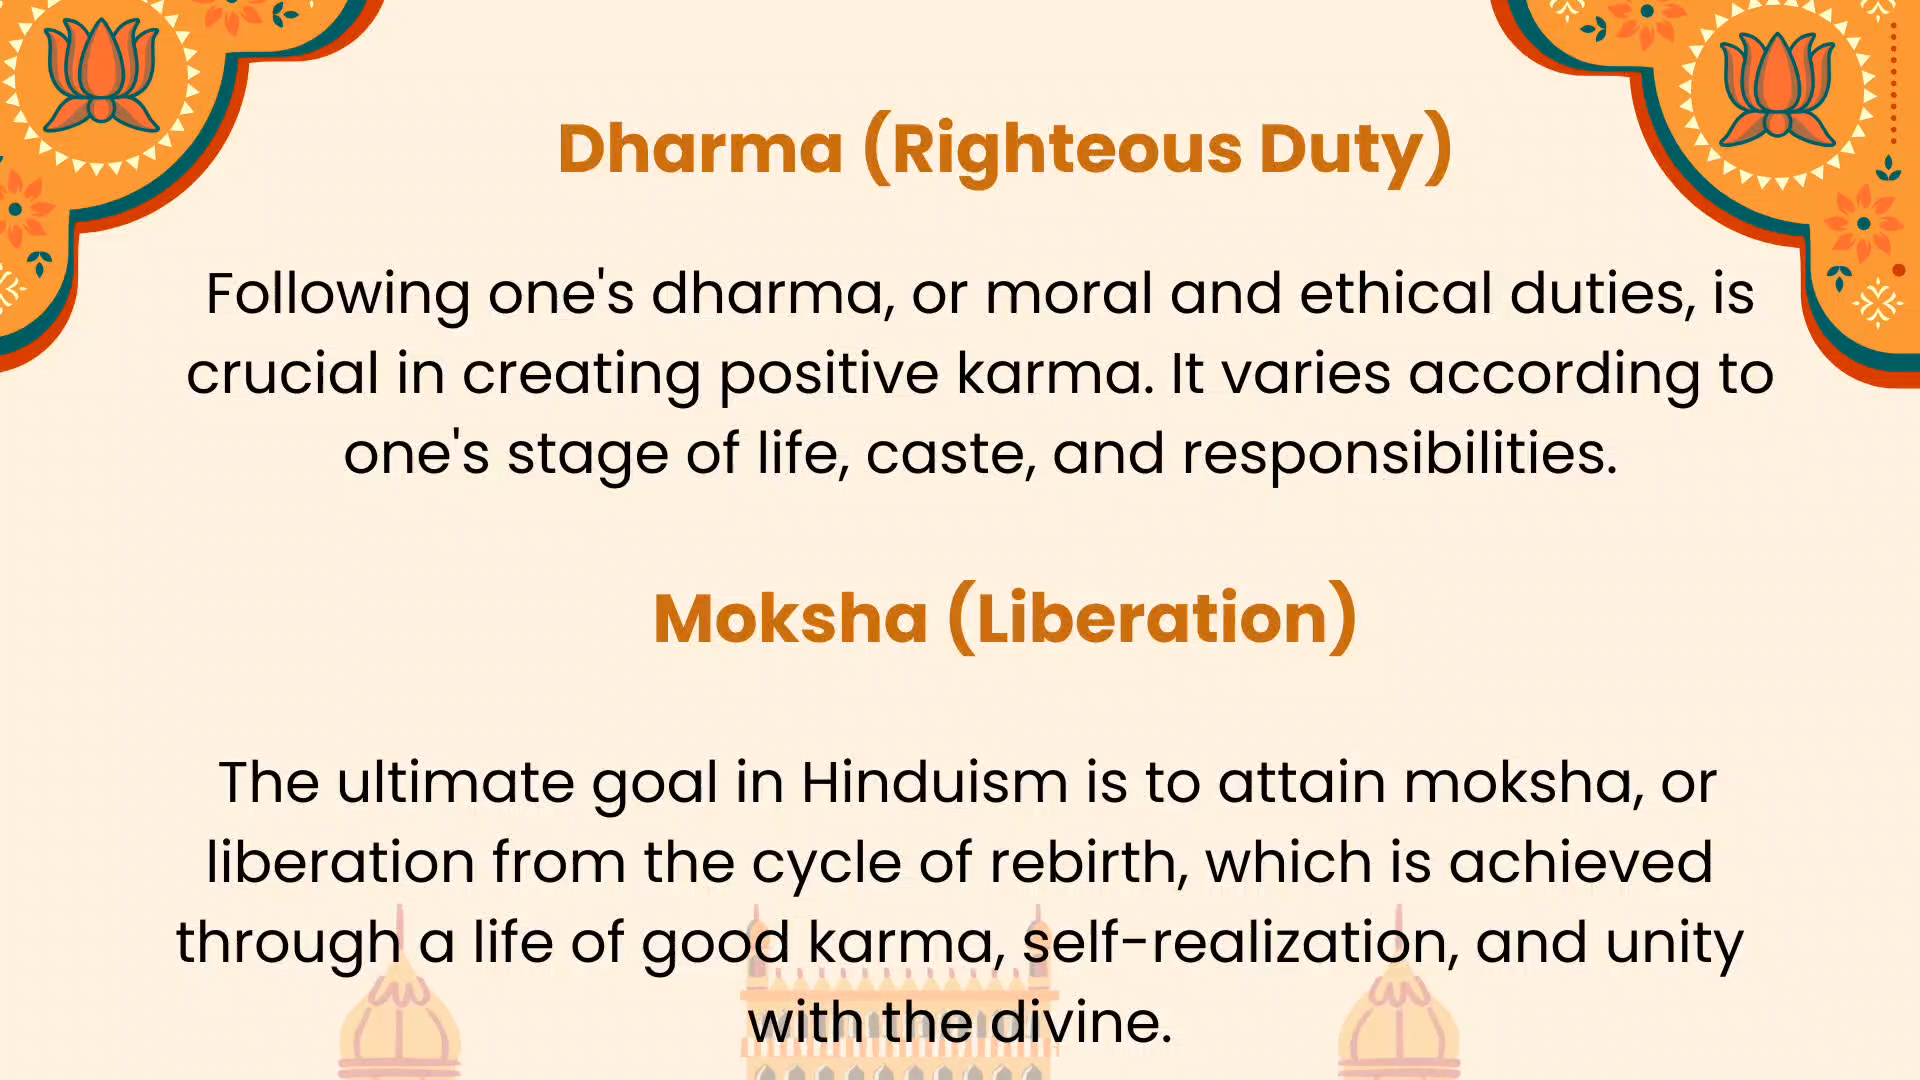 Dharma (Righteous Duty)
Following one's dharma, or moral and ethical duties, is
crucial in creating positive karma. It varies according to
one's stage of life, caste, and responsibilities.
Moksha (Liberation)
The ultimate goal in Hinduism is to attain moksha, or
liberation from the cycle of rebirth, which is achieved
through a life of good karma, self-realization, and unity
with the divine.